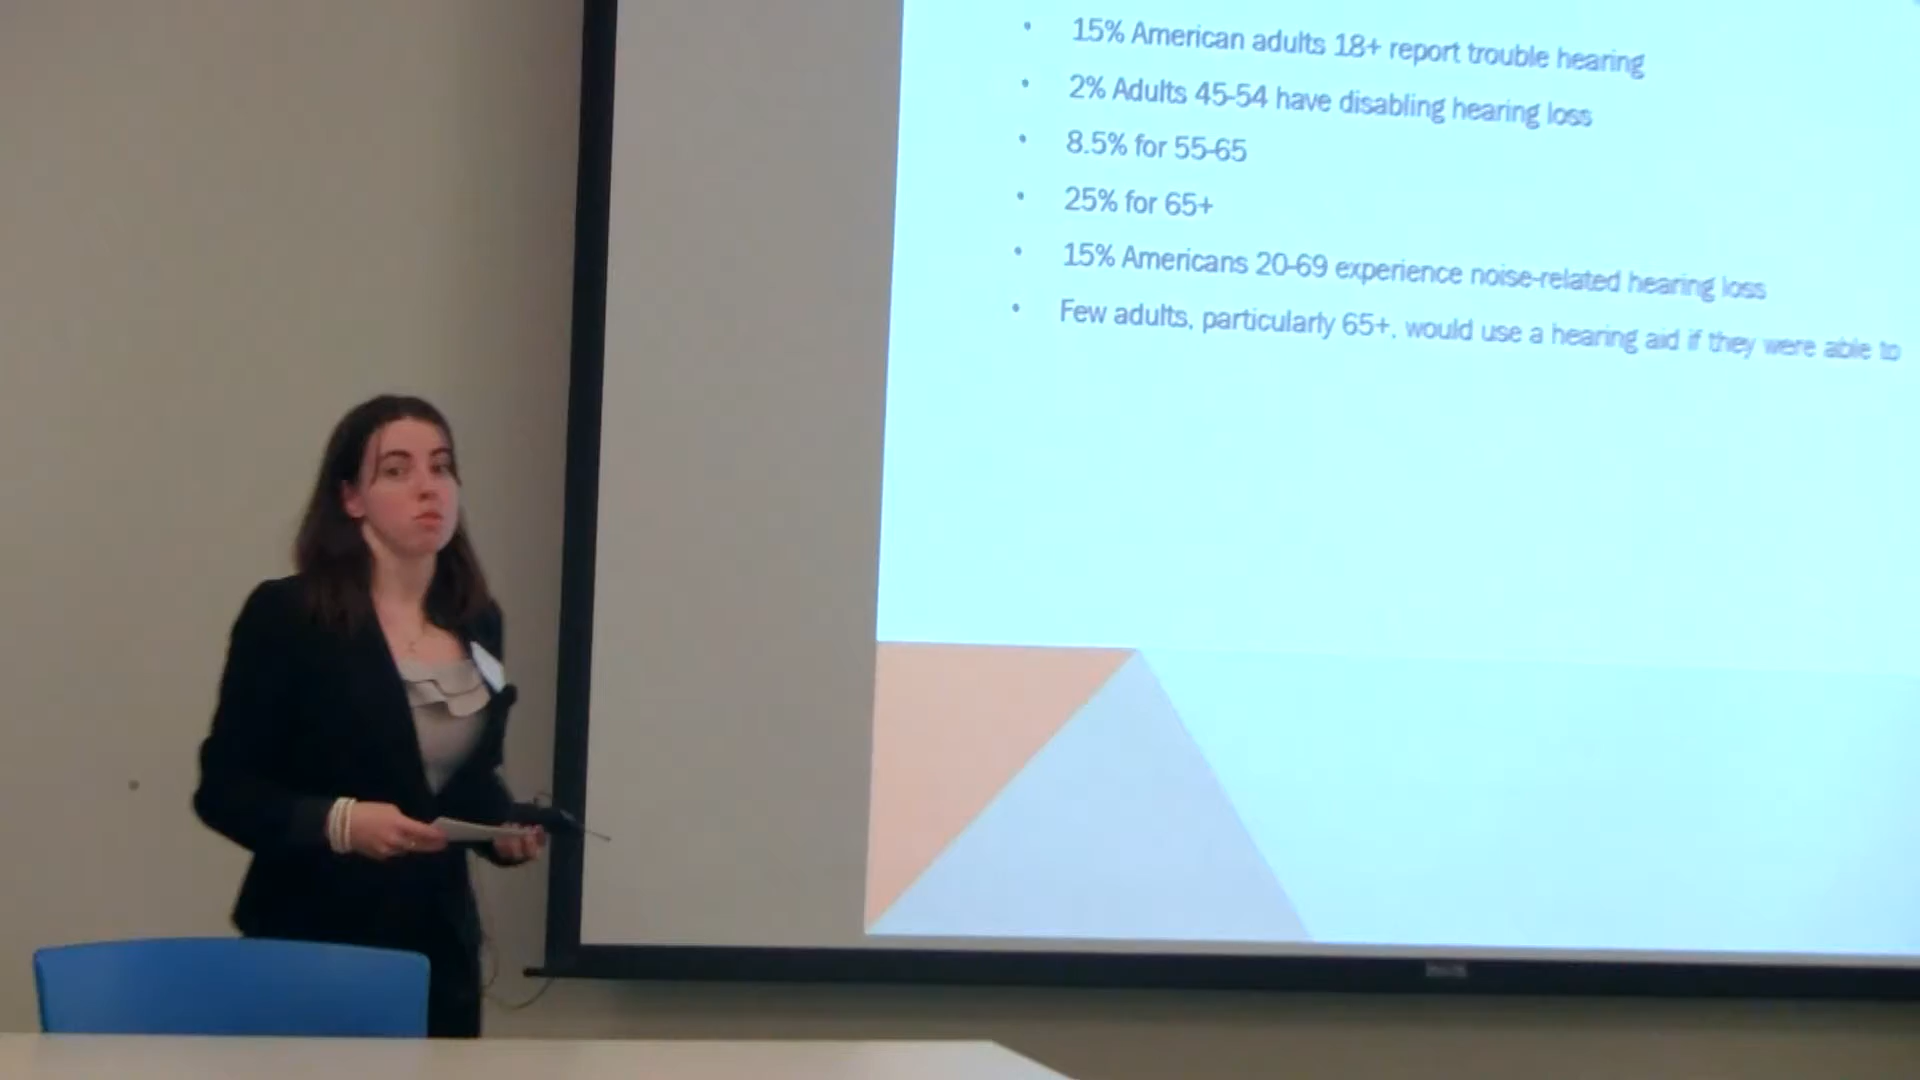 15% American adults 18+ report trouble hearing
2% Adults 45-54 have disabling hearing loss
8.5% for 55-65
25% for 65+
15% Americans 20-69 experience noise-related hearing loss
Few adults, particularly 65+, would use a hearing aid if they were able to